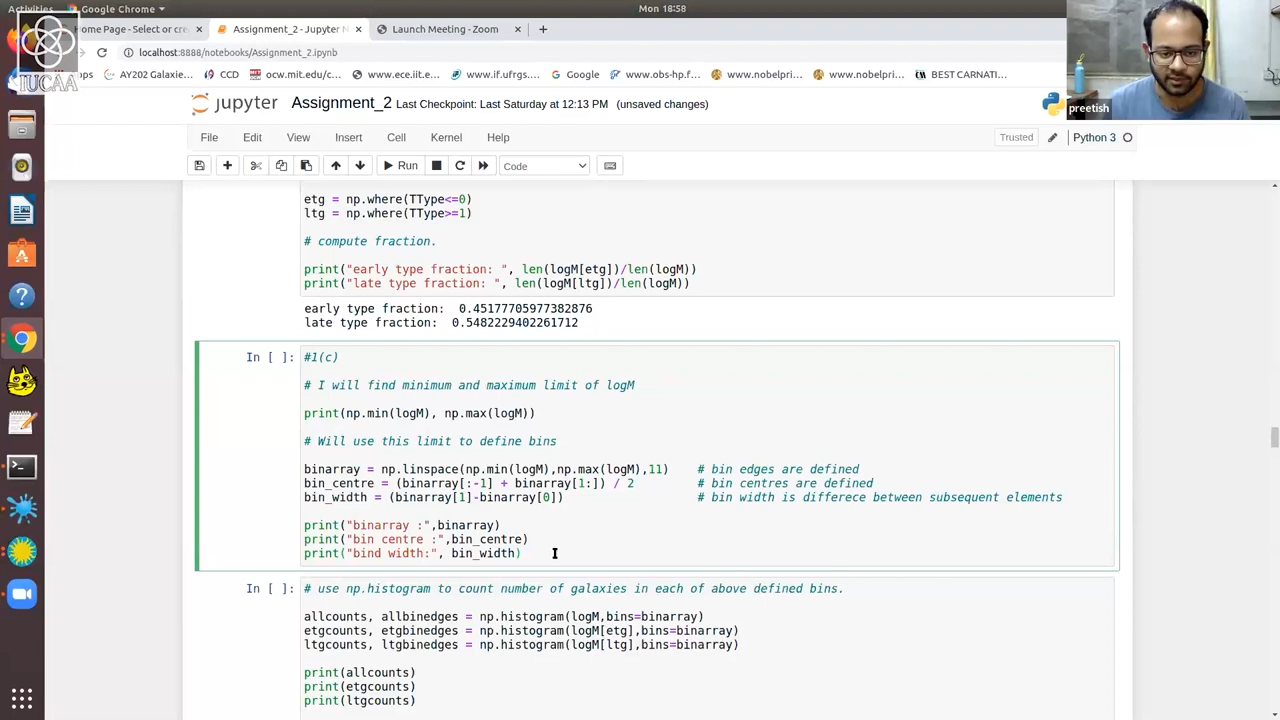 Activities
Google Chrome
Mon 18:58
Home Page - Select or cre
Assignment_2 - Jupyter N
Launch Meeting - Zoom
localhost:8888/notebooks/Assignment_2.ipynb
AY202 Galaxie
CCD
ocw.mit.edu/c...
www.ece.iit.e...
www.if.ufrgs....
Google
www.obs-hp.f...
www.nobelpri...
www.nobelpri...
BEST CARNATI...
IUCAA
preetish
jupyter
Assignment_2 Last Checkpoint: Last Saturday at 12:13 PM (unsaved changes)
File Edit View Insert Cell Kernel Help
Trusted
Python 3
Run
Code
etg = np.where(TType<=0)
ltg = np.where(TType>=1)
# compute fraction.
print("early type fraction: ", len(logM[etg])/len(logM))
print("late type fraction: ", len(logM[ltg])/len(logM))
early type fraction:  0.45177705977382876
late type fraction:  0.5482229402261712
In [ ]: #1(c)
# I will find minimum and maximum limit of logM
print(np.min(logM), np.max(logM))
# Will use this limit to define bins
binarray = np.linspace(np.min(logM),np.max(logM),11) # bin edges are defined
bin_centre = (binarray[:-1] + binarray[1:]) / 2 # bin centres are defined
bin_width = (binarray[1]-binarray[0]) # bin width is differece between subsequent elements
print("binarray :",binarray)
print("bin centre :",bin_centre)
print("bind width:", bin_width)
In [ ]: # use np.histogram to count number of galaxies in each of above defined bins.
allcounts, allbinedges = np.histogram(logM,bins=binarray)
etgcounts, etgbinedges = np.histogram(logM[etg],bins=binarray)
ltgcounts, ltgbinedges = np.histogram(logM[ltg],bins=binarray)
print(allcounts)
print(etgcounts)
print(ltgcounts)